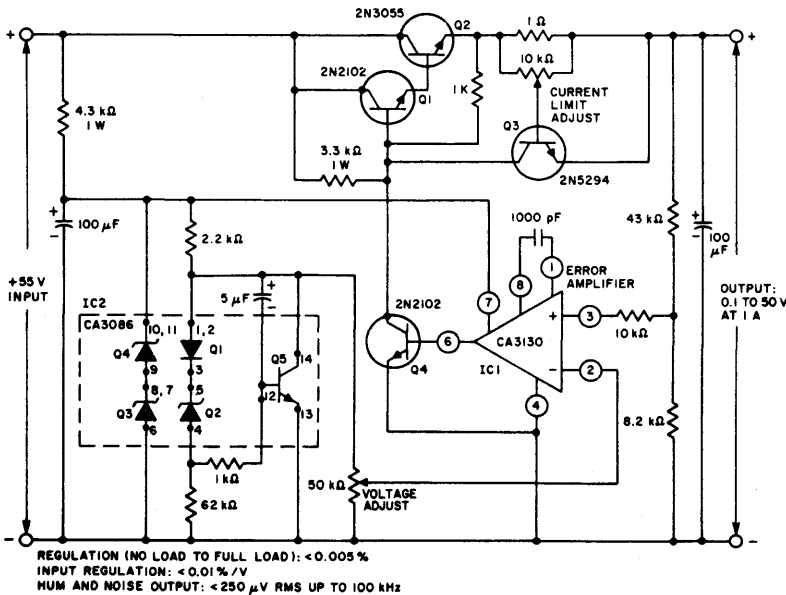 2N3055
Q2
1 Ω
+
+
2N2102
10 kΩ
Q1
1 K
CURRENT
LIMIT
ADJUST
4.3 kΩ
1 W
Q3
3.3 kΩ
1 W
2N5294
1000 pF
43 kΩ
+
100 μF
−
2.2 kΩ
+
100
μF
−
+55 V
INPUT
5 μF
+
−
8
1
ERROR
AMPLIFIER
OUTPUT:
0.1 TO 50 V
AT 1 A
IC2
CA3086
2N2102
7
10, 11
1, 2
Q4
Q1
Q5
14
6
CA3130
+
3
10 kΩ
9
3
IC1
−
2
8, 7
5
12
Q4
Q3
Q2
13
4
8.2 kΩ
6
4
1 kΩ
50 kΩ
VOLTAGE
ADJUST
62 kΩ
−
−
REGULATION (NO LOAD TO FULL LOAD): <0.005 %
INPUT REGULATION: <0.01 % /V
HUM AND NOISE OUTPUT: <250 μV RMS UP TO 100 kHz